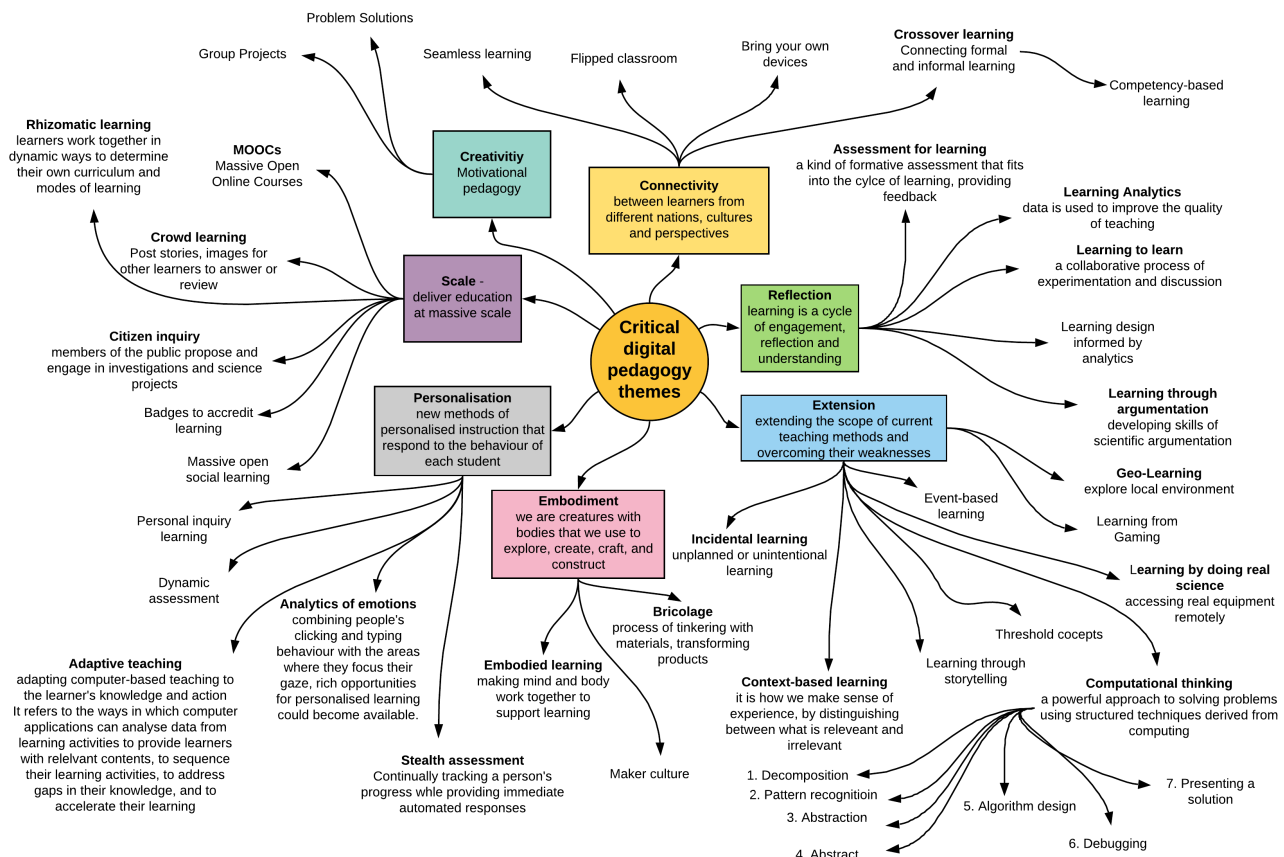 Problem Solutions
Group Projects
Seamless learning
Flipped classroom
Bring your own
devices
Crossover learning
Connecting formal
and informal learning
Competency-based
learning
Rhizomatic learning
learners work together in
dynamic ways to determine
their own curriculum and
modes of learning
MOOCs
Massive Open
Online Courses
Creativitiy
Motivational
pedagogy
Connectivity
between learners from
different nations, cultures
and perspectives
Assessment for learning
a kind of formative assessment that fits
into the cylce of learning, providing
feedback
Learning Analytics
data is used to improve the quality
of teaching
Crowd learning
Post stories, images for
other learners to answer or
review
Scale -
deliver education
at massive scale
Learning to learn
a collaborative process of
experimentation and discussion
Reflection
learning is a cycle
of engagement,
reflection and
understanding
Critical
digital
pedagogy
themes
Learning design
informed by
analytics
Citizen inquiry
members of the public propose and
engage in investigations and science
projects
Badges to accredit
learning
Massive open
social learning
Personalisation
new methods of
personalised instruction that
respond to the behaviour of
each student
Extension
extending the scope of current
teaching methods and
overcoming their weaknesses
Learning through
argumentation
developing skills of
scientific argumentation
Geo-Learning
explore local environment
Learning from
Gaming
Event-based
learning
Personal inquiry
learning
Embodiment
we are creatures with
bodies that we use to
explore, create, craft, and
construct
Incidental learning
unplanned or unintentional
learning
Learning by doing real
science
accessing real equipment
remotely
Dynamic
assessment
Analytics of emotions
combining people's
clicking and typing
behaviour with the areas
where they focus their
gaze, rich opportunities
for personalised learning
could become available.
Bricolage
process of tinkering with
materials, transforming
products
Threshold cocepts
Adaptive teaching
adapting computer-based teaching to
the learner's knowledge and action
It refers to the ways in which computer
applications can analyse data from
learning activities to provide learners
with relelvant contents, to sequence
their learning activities, to address
gaps in their knowledge, and to
accelerate their learning
Embodied learning
making mind and body
work together to
support learning
Learning through
storytelling
Context-based learning
it is how we make sense of
experience, by distinguishing
between what is releveant and
irrelevant
Computational thinking
a powerful approach to solving problems
using structured techniques derived from
computing
Stealth assessment
Continually tracking a person's
progress whle providing immediate
automated responses
Maker culture
1. Decomposition
2. Pattern recognitioin
3. Abstraction
4. Abstract
5. Algorithm design
6. Debugging
7. Presenting a
solution